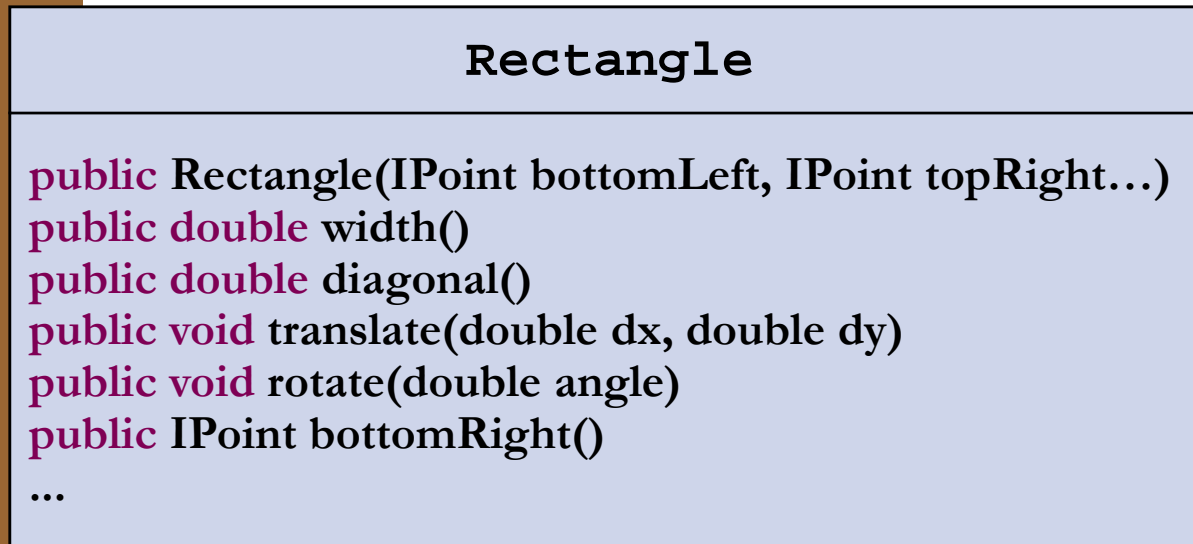 Rectangle
public Rectangle(IPoint bottomLeft, IPoint topRight…)
public double width()
public double diagonal()
public void translate(double dx, double dy)
public void rotate(double angle)
public IPoint bottomRight()
...